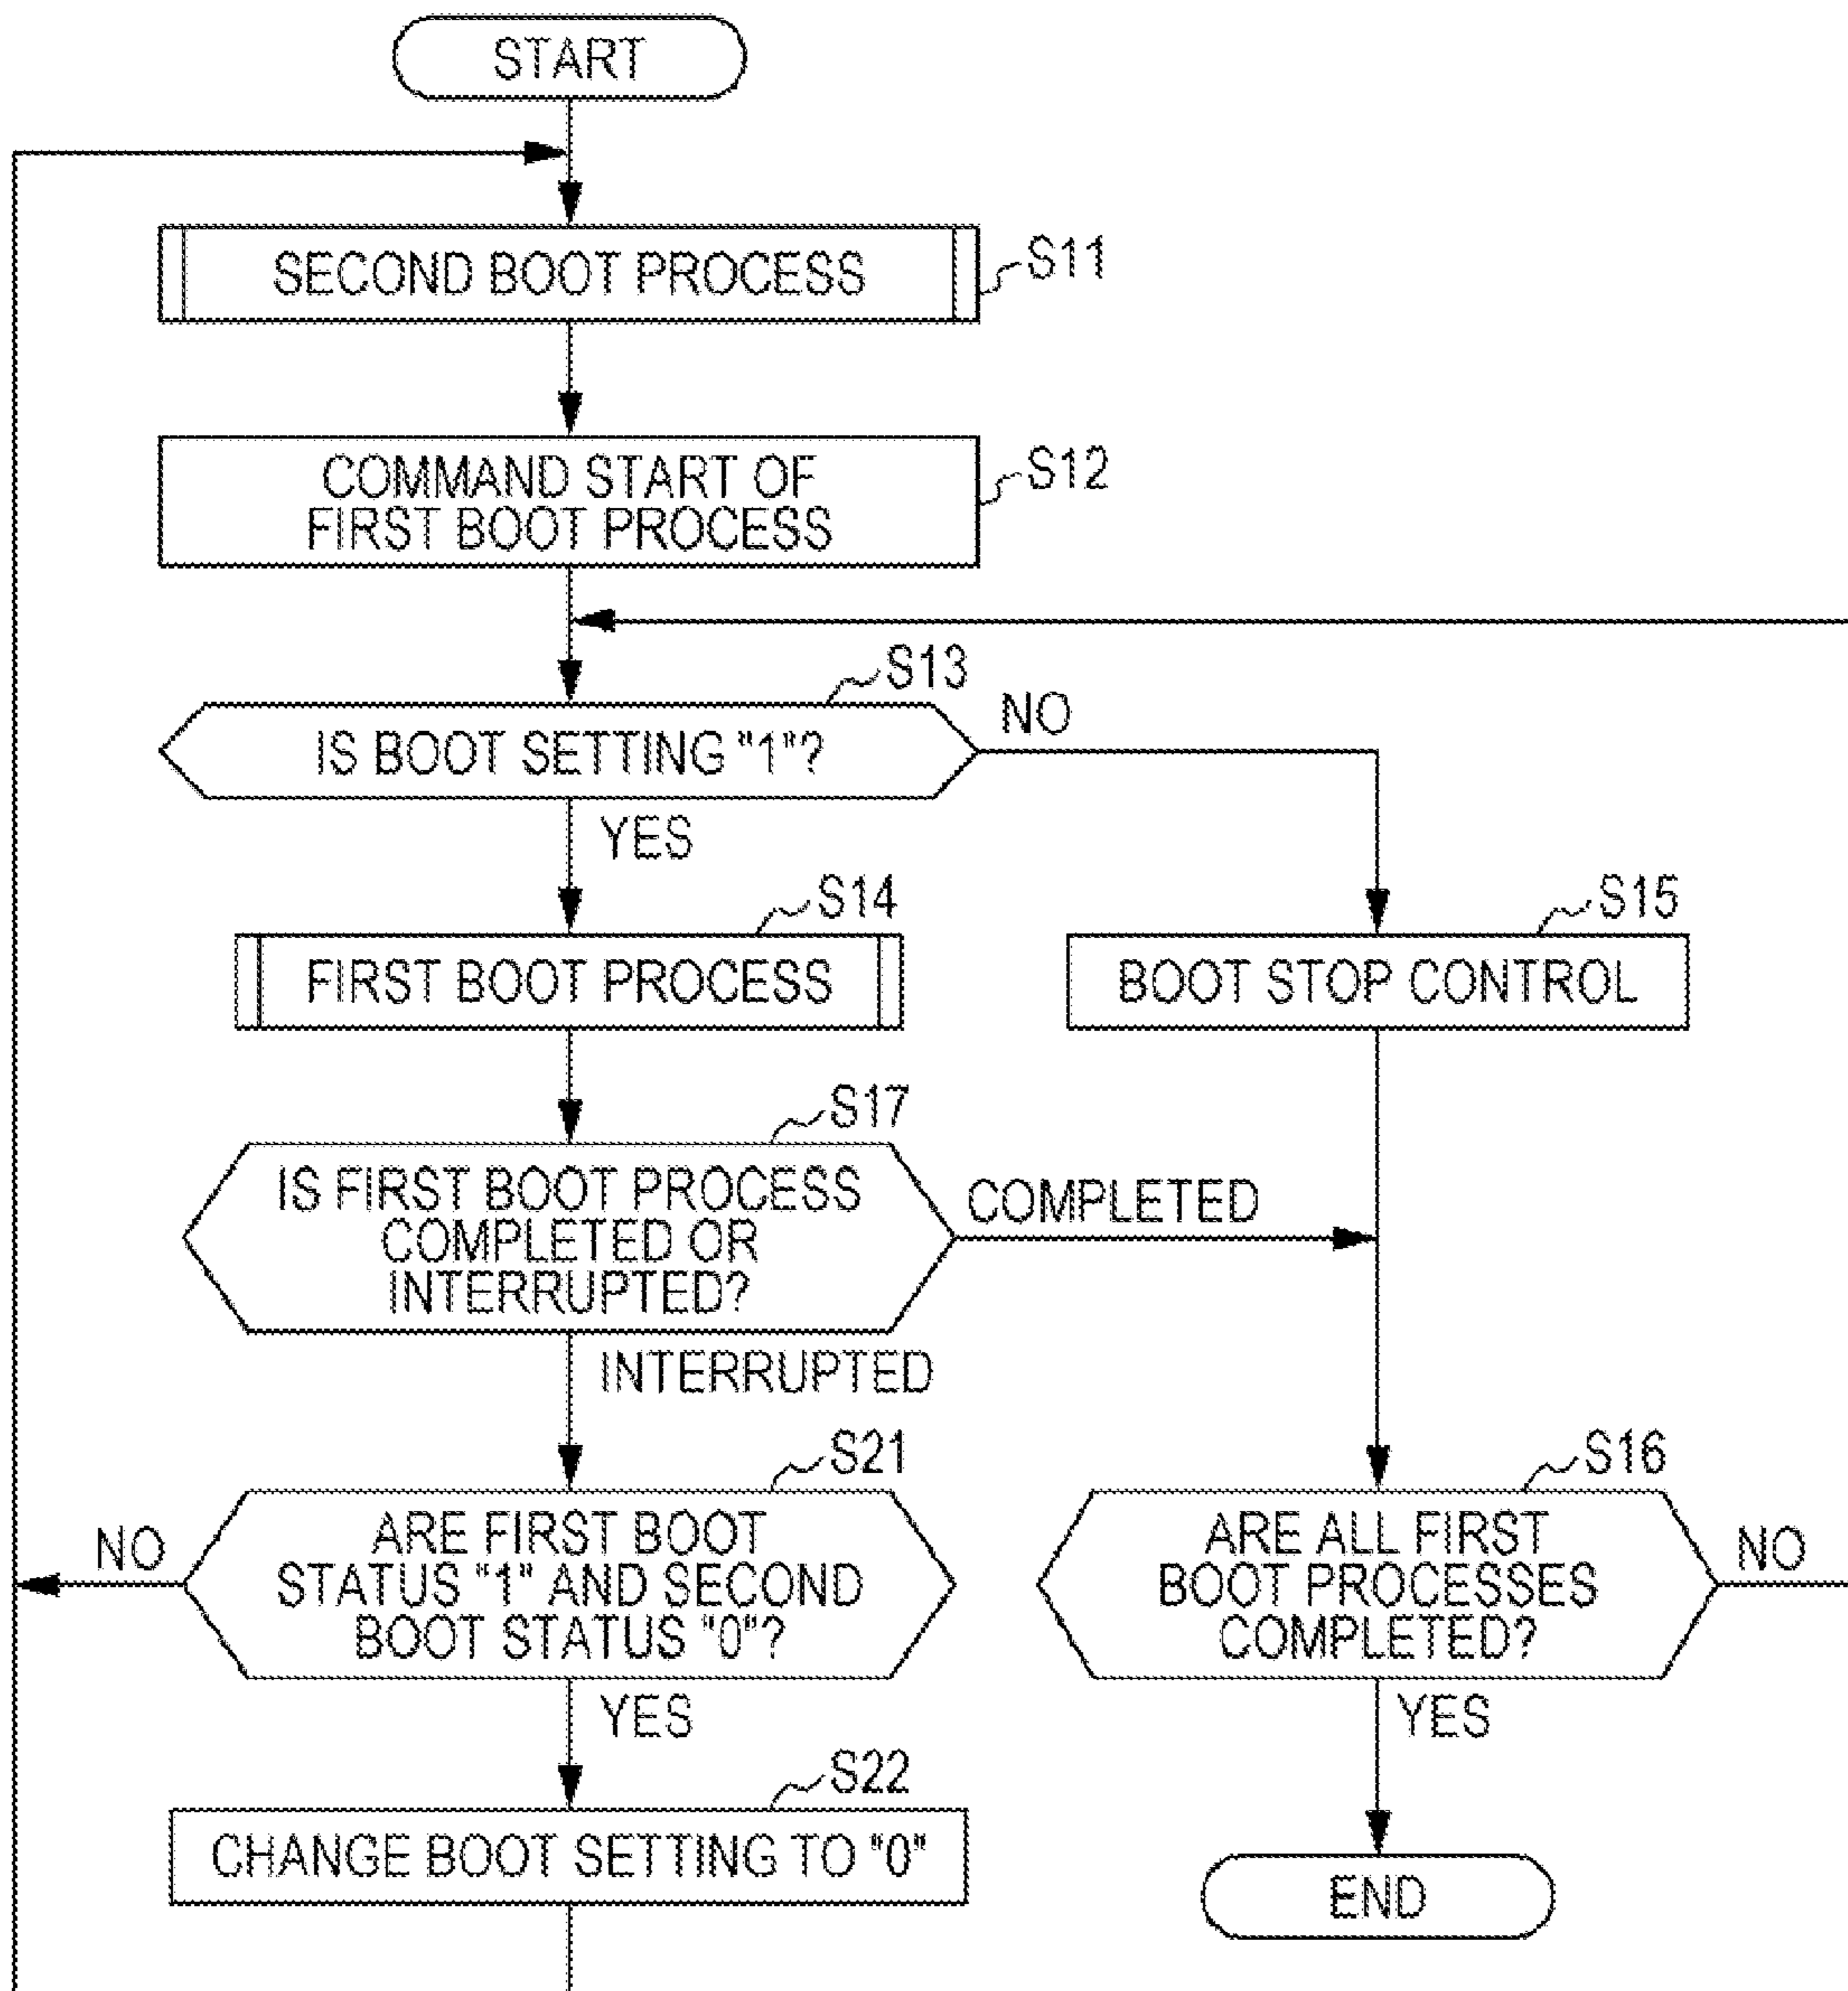 START
SECOND BOOT PROCESS
S11
COMMAND START OF
FIRST BOOT PROCESS
S12
S13
IS BOOT SETTING "1"?
NO
YES
S14
FIRST BOOT PROCESS
S15
BOOT STOP CONTROL
S17
IS FIRST BOOT PROCESS
COMPLETED OR
INTERRUPTED?
COMPLETED
INTERRUPTED
S21
ARE FIRST BOOT
STATUS "1" AND SECOND
BOOT STATUS "0"?
NO
YES
S16
ARE ALL FIRST
BOOT PROCESSES
COMPLETED?
NO
YES
S22
CHANGE BOOT SETTING TO "0"
END